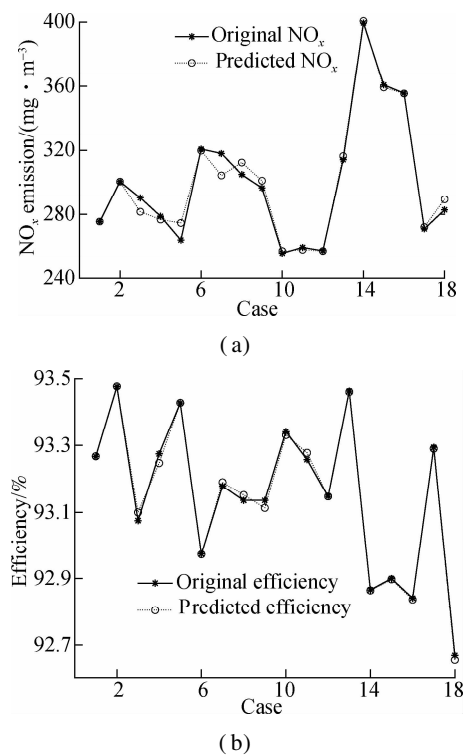 400
360
320
280
240
NOx emission/(mg · m−3)
Original NOx
Predicted NOx
2 6 10 14 18
Case
(a)
93.5
93.3
93.1
92.9
92.7
Efficiency/%
Original efficiency
Predicted cfficiency
2 6 10 14 18
Case
(b)